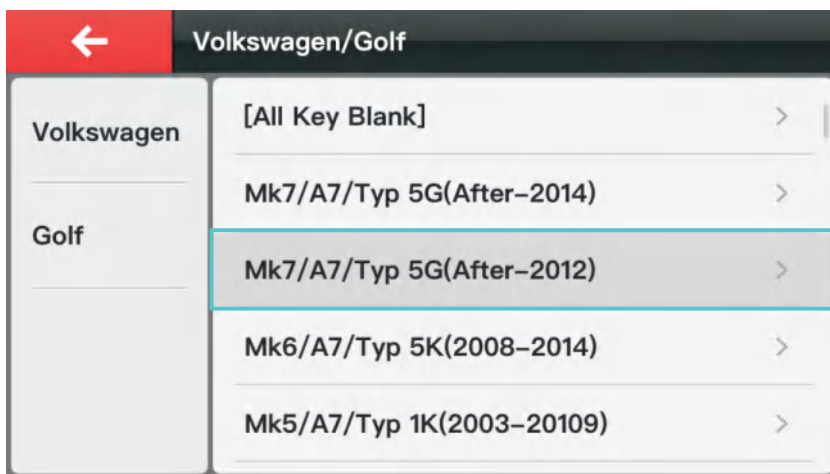 Volkswagen/Golf
Volkswagen
Golf
[All Key Blank]
Mk7/A7/Typ 5G(After-2014)
Mk7/A7/Typ 5G(After-2012)
Mk6/A7/Typ 5K(2008-2014)
Mk5/A7/Typ 1K(2003-20109)